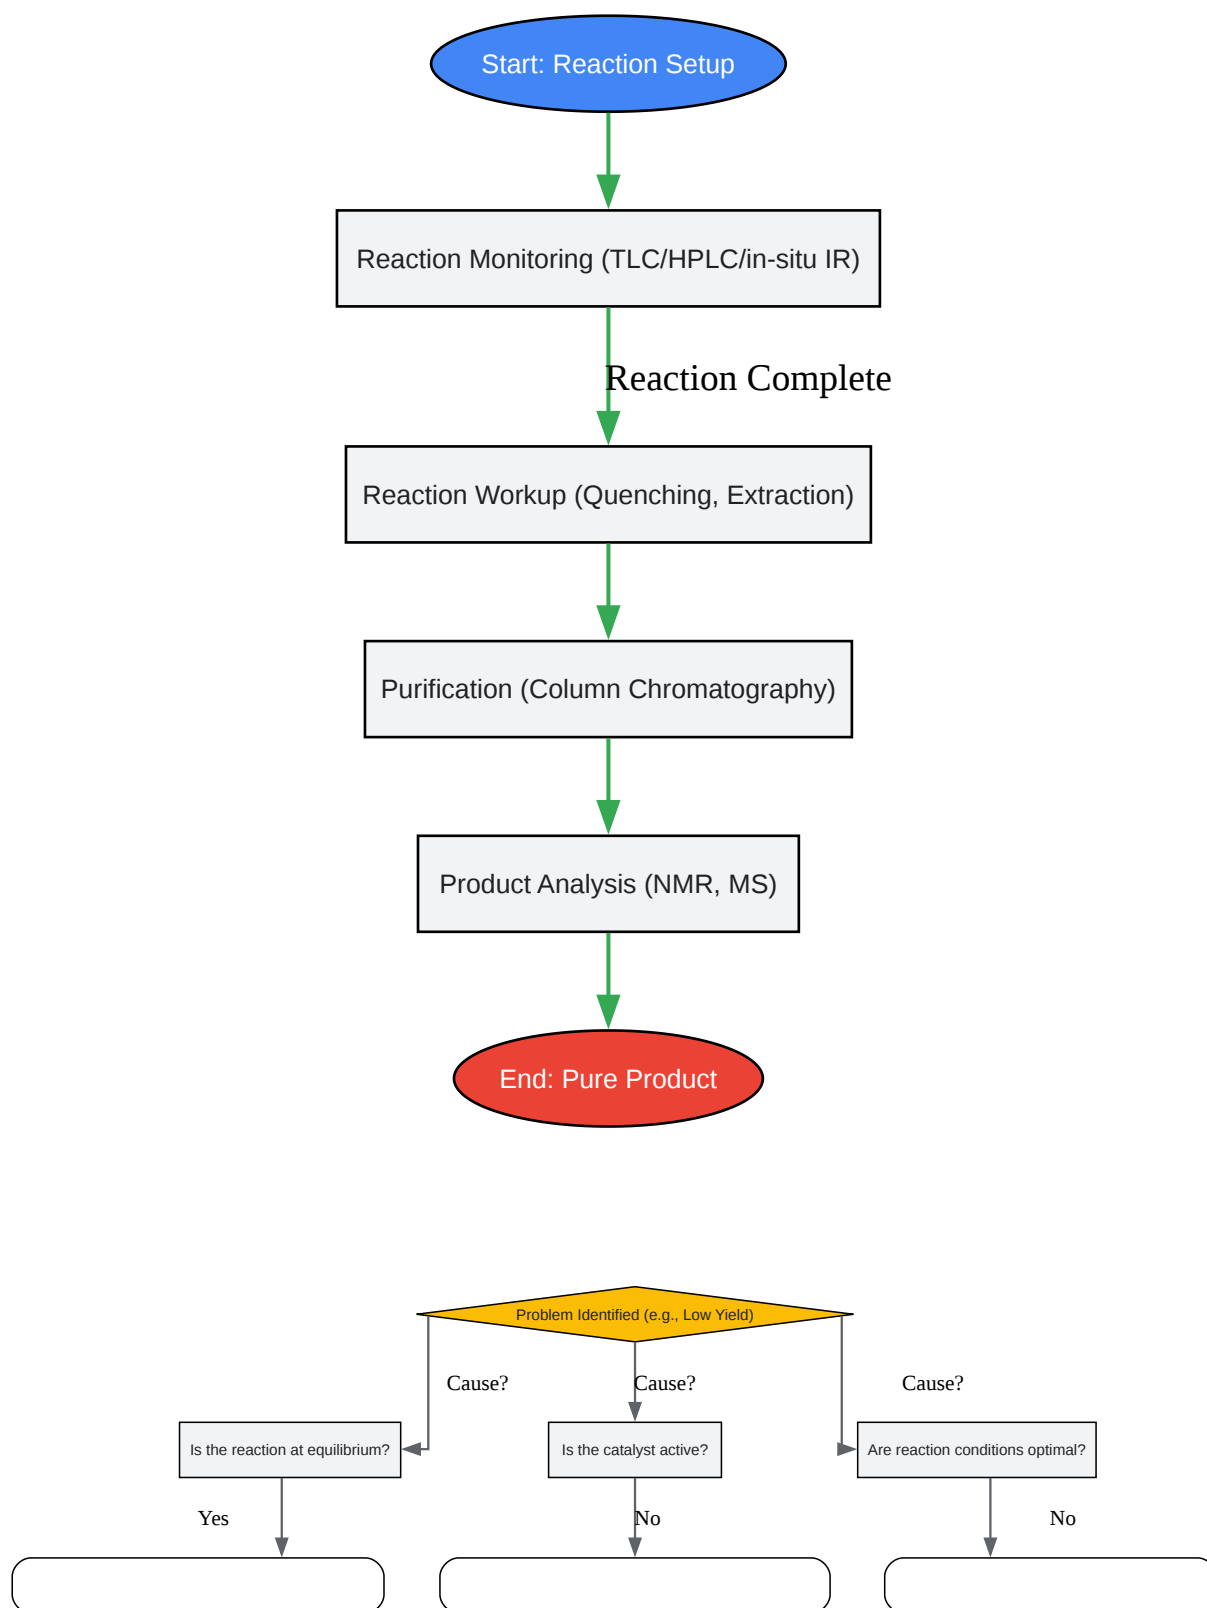 Start: Reaction Setup
Reaction Monitoring (TLC/HPLC/in-situ IR)
Reaction Complete
Reaction Workup (Quenching, Extraction)
Purification (Column Chromatography)
Product Analysis (NMR, MS)
End: Pure Product
Problem Identified (e.g., Low Yield)
Cause?
Cause?
Cause?
Is the reaction at equilibrium?
Is the catalyst active?
Are reaction conditions optimal?
Yes
No
No